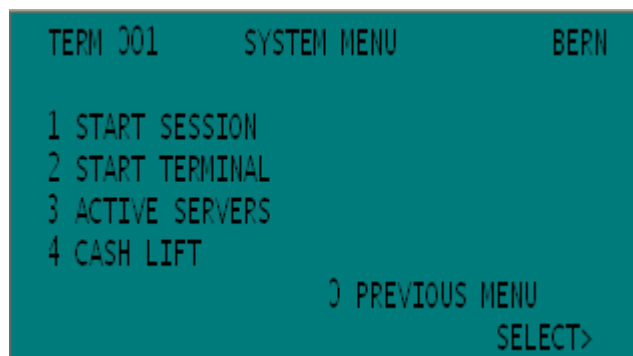 TERM 001 SYSTEM MENU BERN
1 START SESSION
2 START TERMINAL
3 ACTIVE SERVERS
4 CASH LIFT
0 PREVIOUS MENU
SELECT>